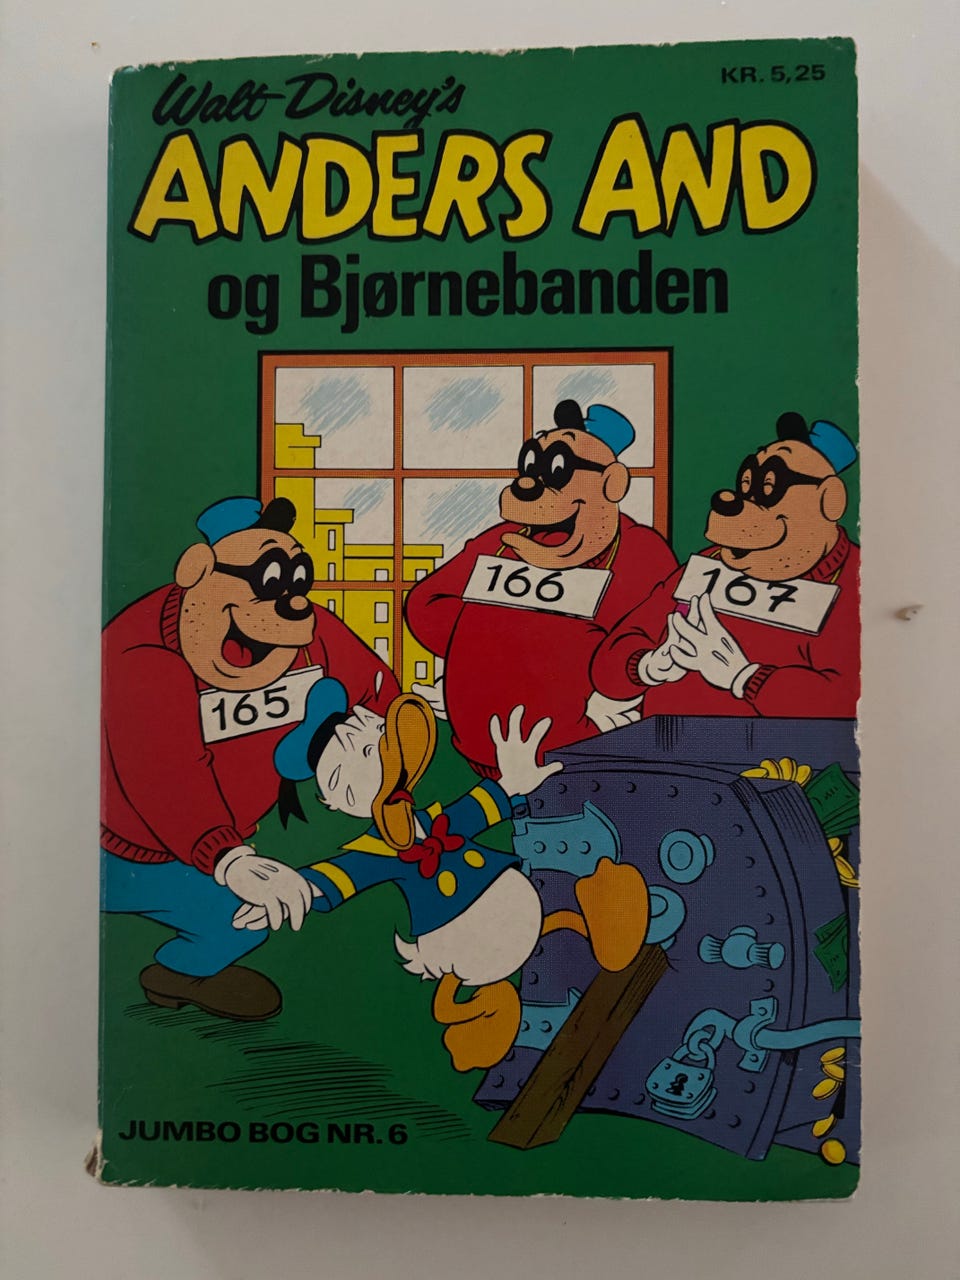 Walt Disney's
KR. 5,25
ANDERS AND
og Bjørnebanden
166
167
165
JUMBO BOG NR. 6